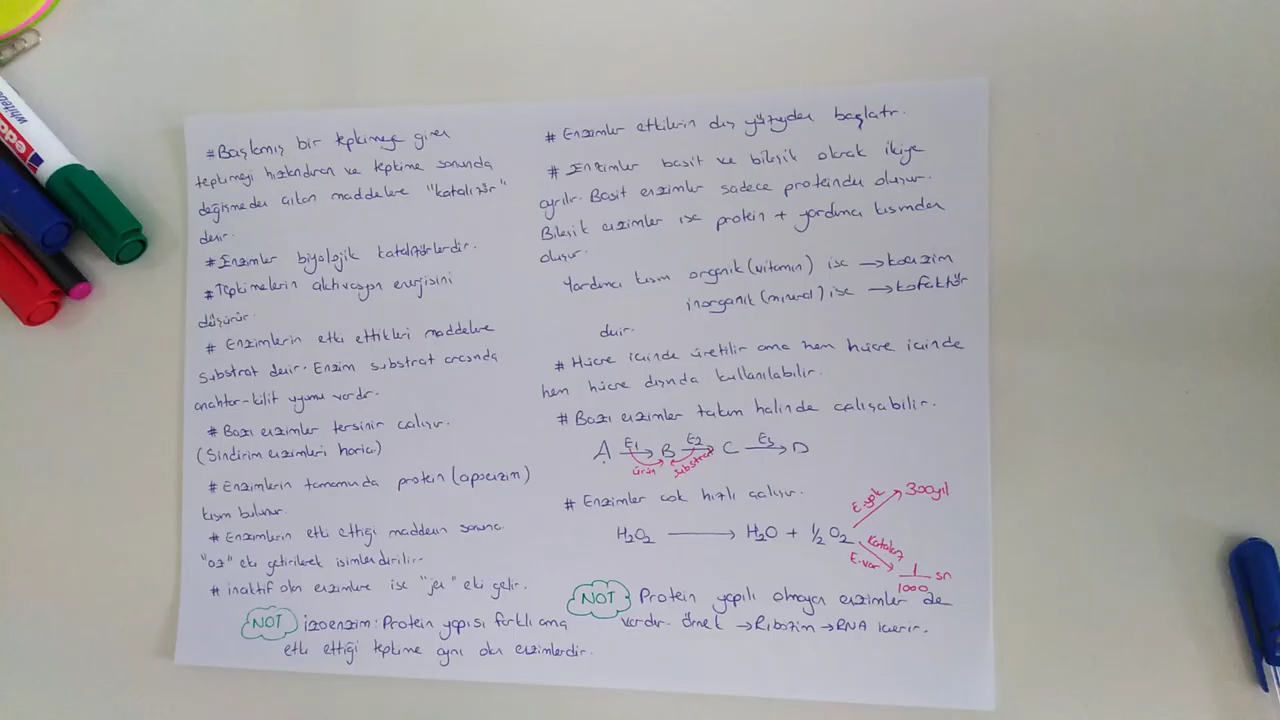 # Başlamış bir tepkimeye giren
tepkimeyi hızlandıran ve tepkime sonunda
değişmeden çıkan maddelere "katalizör"
denir.
# Enzimler biyolojik katalizörlerdir.
# Tepkimelerin aktivasyon enerjisini
düşürür.
# Enzimlerin etki ettikleri maddelere
substrat denir. Enzim substrat arasında
anahtar-kilit uyumu vardır.
# Bazı enzimler tersinir çalışır.
(Sindirim enzimleri hariç)
# Enzimlerin tamamında protein (apoenzim)
kısım bulunur.
# Enzimlerin etki ettiği maddenin sonuna
"az" eki getirilerek isimlendirilir.
# inaktif olan enzimlere ise "jen" eki gelir.
NOT izoenzim: Protein yapısı farklı ama
etki ettiği tepkime aynı olan enzimlerdir.
# Enzimler etkilerin dış yüzeyden başlatır.
# Enzimler basit ve bileşik olarak ikiye
ayrılır. Basit enzimler sadece proteinden oluşur.
Bileşik enzimler ise protein + yardımcı kısımdan
oluşur.
Yardımcı kısım organik (vitamin) ise → koenzim
inorganik (mineral) ise → kofaktör
denir.
# Hücre içinde üretilir ama hem hücre içinde
hem hücre dışında kullanılabilir.
# Bazı enzimler takım halinde çalışabilir.
E1 E2 E3
A → B → C → D
ürün substrat
# Enzimler çok hızlı çalışır.
H₂O₂ → H₂O + ½ O₂
E.yok 300 yıl
Katalaz
E.var 1/1000 sn
NOT Protein yapılı olmayan enzimler de
vardır. Örnek → Ribozim → RNA içerir.
edding
whiteboa